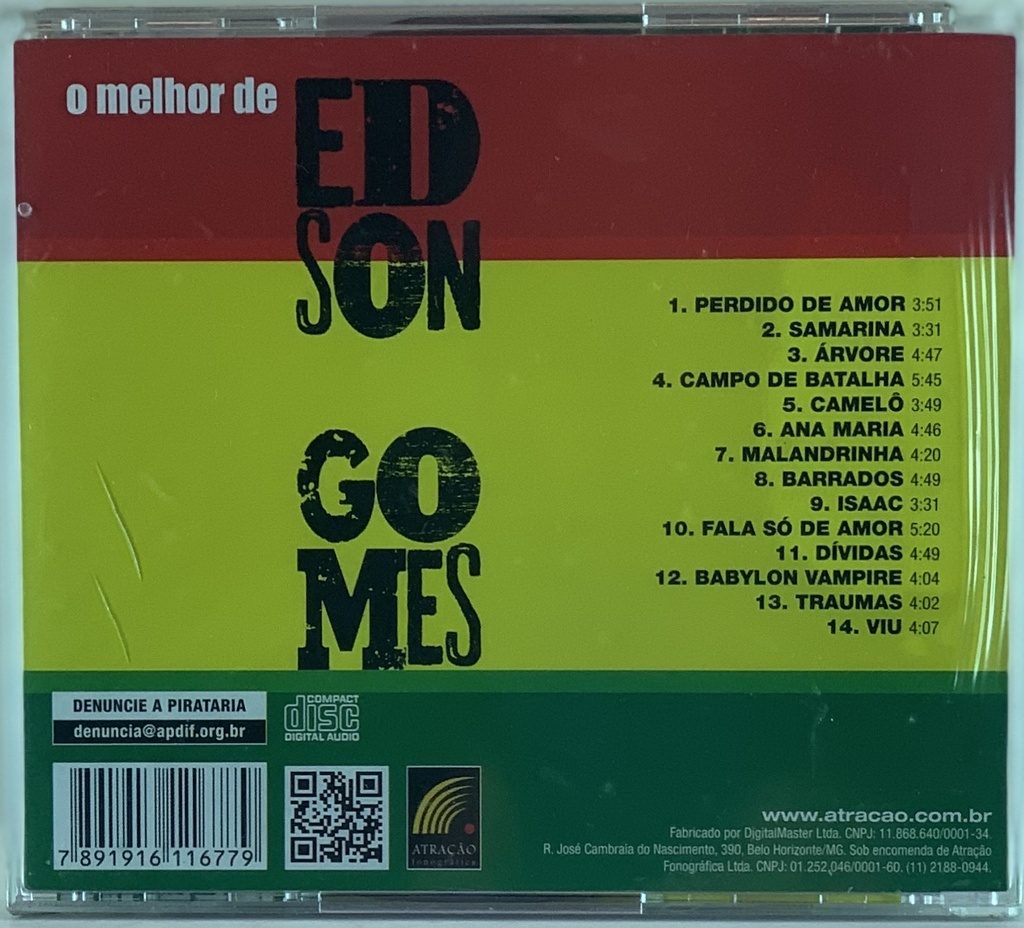 o melhor de
ED
SON
GO
MES
1. PERDIDO DE AMOR 3:51
2. SAMARINA 3:31
3. ÁRVORE 4:47
4. CAMPO DE BATALHA 5:45
5. CAMELÔ 3:49
6. ANA MARIA 4:46
7. MALANDRINHA 4:20
8. BARRADOS 4:49
9. ISAAC 3:31
10. FALA SÓ DE AMOR 5:20
11. DÍVIDAS 4:49
12. BABYLON VAMPIRE 4:04
13. TRAUMAS 4:02
14. VIU 4:07
DENUNCIE A PIRATARIA
denuncia@apdif.org.br
COMPACT
disc
DIGITAL AUDIO
7 891916 116779
ATRAÇÃO
fonográfica
www.atracao.com.br
Fabricado por DigitalMaster Ltda. CNPJ: 11.868.640/0001-34.
R. José Cambraia do Nascimento, 390, Belo Horizonte/MG. Sob encomenda de Atração
Fonográfica Ltda. CNPJ: 01.252.046/0001-60. (11) 2188-0944.